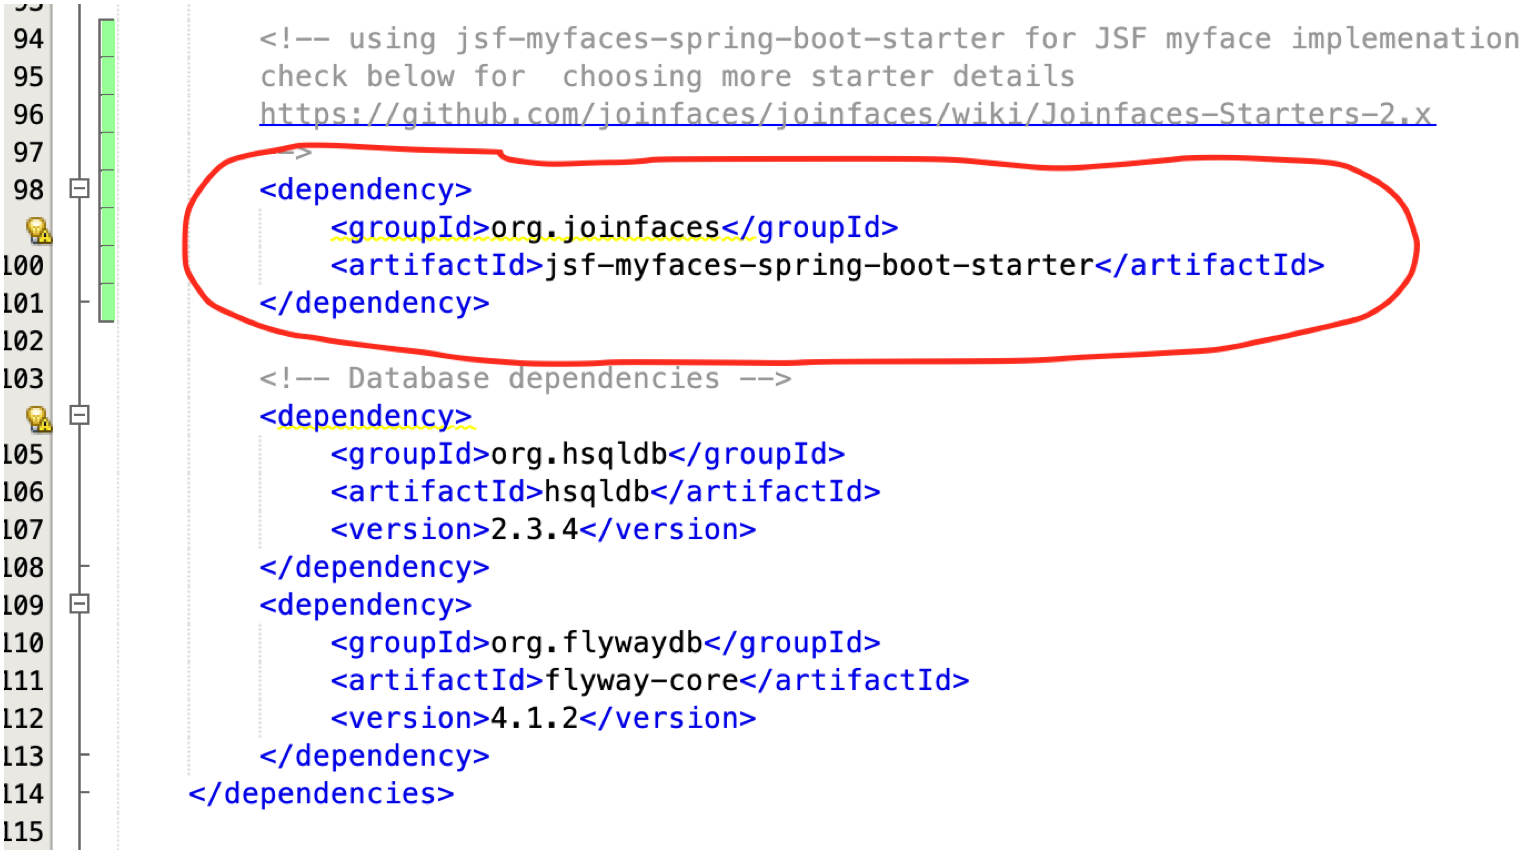 94 <!-- using jsf-myfaces-spring-boot-starter for JSF myface implemenation
95 check below for  choosing more starter details
96 https://github.com/joinfaces/joinfaces/wiki/Joinfaces-Starters-2.x
97 -->
98 <dependency>
<groupId>org.joinfaces</groupId>
100 <artifactId>jsf-myfaces-spring-boot-starter</artifactId>
101 </dependency>
102
103 <!-- Database dependencies -->
<dependency>
105 <groupId>org.hsqldb</groupId>
106 <artifactId>hsqldb</artifactId>
107 <version>2.3.4</version>
108 </dependency>
109 <dependency>
110 <groupId>org.flywaydb</groupId>
111 <artifactId>flyway-core</artifactId>
112 <version>4.1.2</version>
113 </dependency>
114 </dependencies>
115